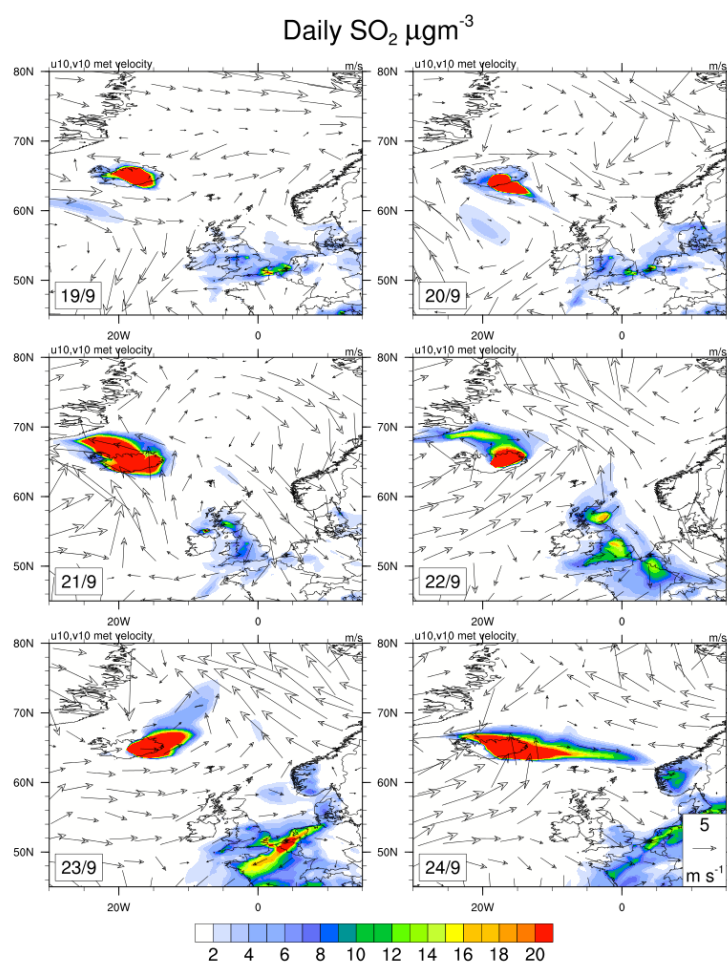 Daily SO₂ μgm⁻³
u10,v10 met velocity m/s u10,v10 met velocity m/s
80N 80N
70N 70N
60N 60N
50N 50N
19/9 20/9
20W 0 20W 0
u10,v10 met velocity m/s u10,v10 met velocity m/s
80N 80N
70N 70N
60N 60N
50N 50N
21/9 22/9
20W 0 20W 0
u10,v10 met velocity m/s u10,v10 met velocity m/s
80N 80N
70N 70N
60N 60N
5
50N 50N
m s⁻¹
23/9 24/9
20W 0 20W 0
2 4 6 8 10 12 14 16 18 20